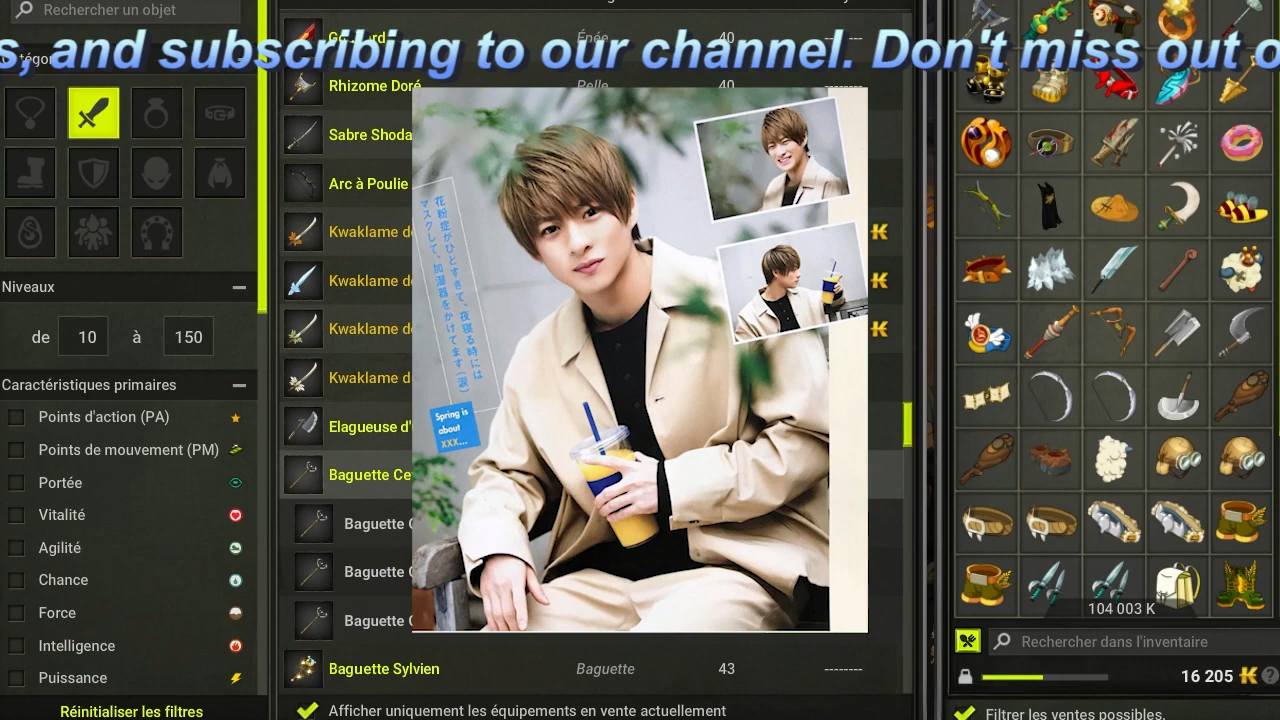 Rechercher un objet
s, and subscribing to our channel. Don't miss out o
Épée 40
Rhizome Doré Pelle 40 --------
Sabre Shoda
Arc à Poulie
Kwaklame d
Kwaklame d
Kwaklame d
Kwaklame d
Elagueuse d'
Baguette Ce
Baguette
Baguette
Baguette
Baguette Sylvien Baguette 43 --------
Afficher uniquement les équipements en vente actuellement
Niveaux
de 10 à 150
Caractéristiques primaires
Points d'action (PA)
Points de mouvement (PM)
Portée
Vitalité
Agilité
Chance
Force
Intelligence
Puissance
Réinitialiser les filtres
花粉症がひどすぎて、夜寝る時には
マスクして、加湿器をかけてます(涙)
Spring is
about
XXX...
104 003 K
Rechercher dans l'inventaire
16 205
Filtrer les ventes possibles.